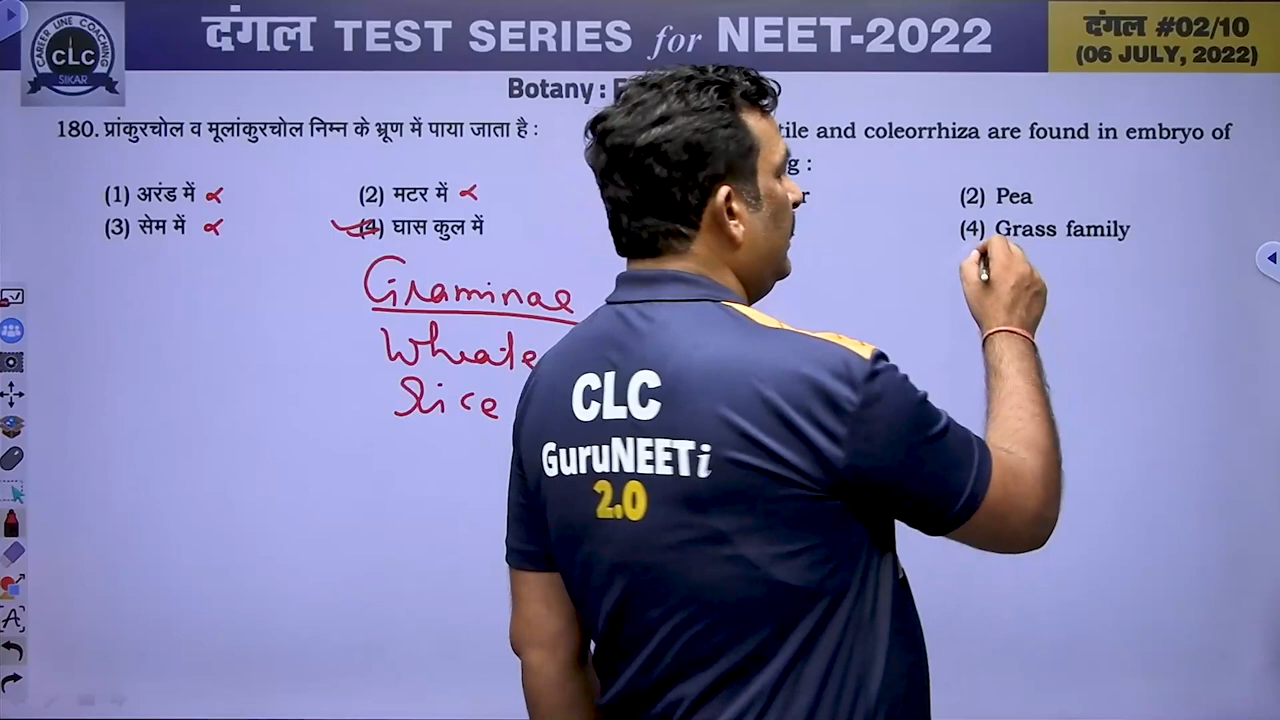 CAREER LINE COACHING
CLC
SIKAR
दंगल TEST SERIES for NEET-2022
दंगल #02/10
(06 JULY, 2022)
Botany :
180. प्रांकुरचोल व मूलांकुरचोल निम्न के भ्रूण में पाया जाता है :
(1) अरंड में
(2) मटर में
(3) सेम में
(4) घास कुल में
tile and coleorrhiza are found in embryo of
g :
r
(2) Pea
(4) Grass family
Graminae
Wheate
Rice
CLC
GuruNEETi
2.0